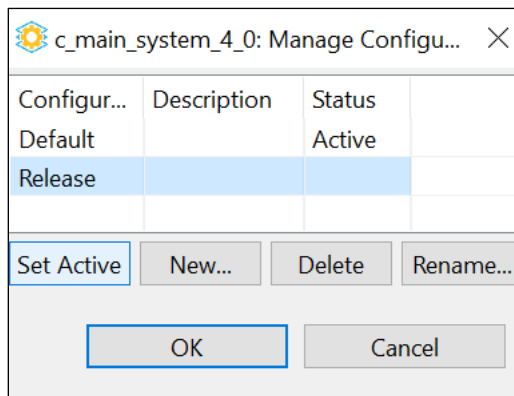 c_main_system_4_0: Manage Configu...
Configur... Description Status
Default Active
Release
Set Active New... Delete Rename...
OK Cancel